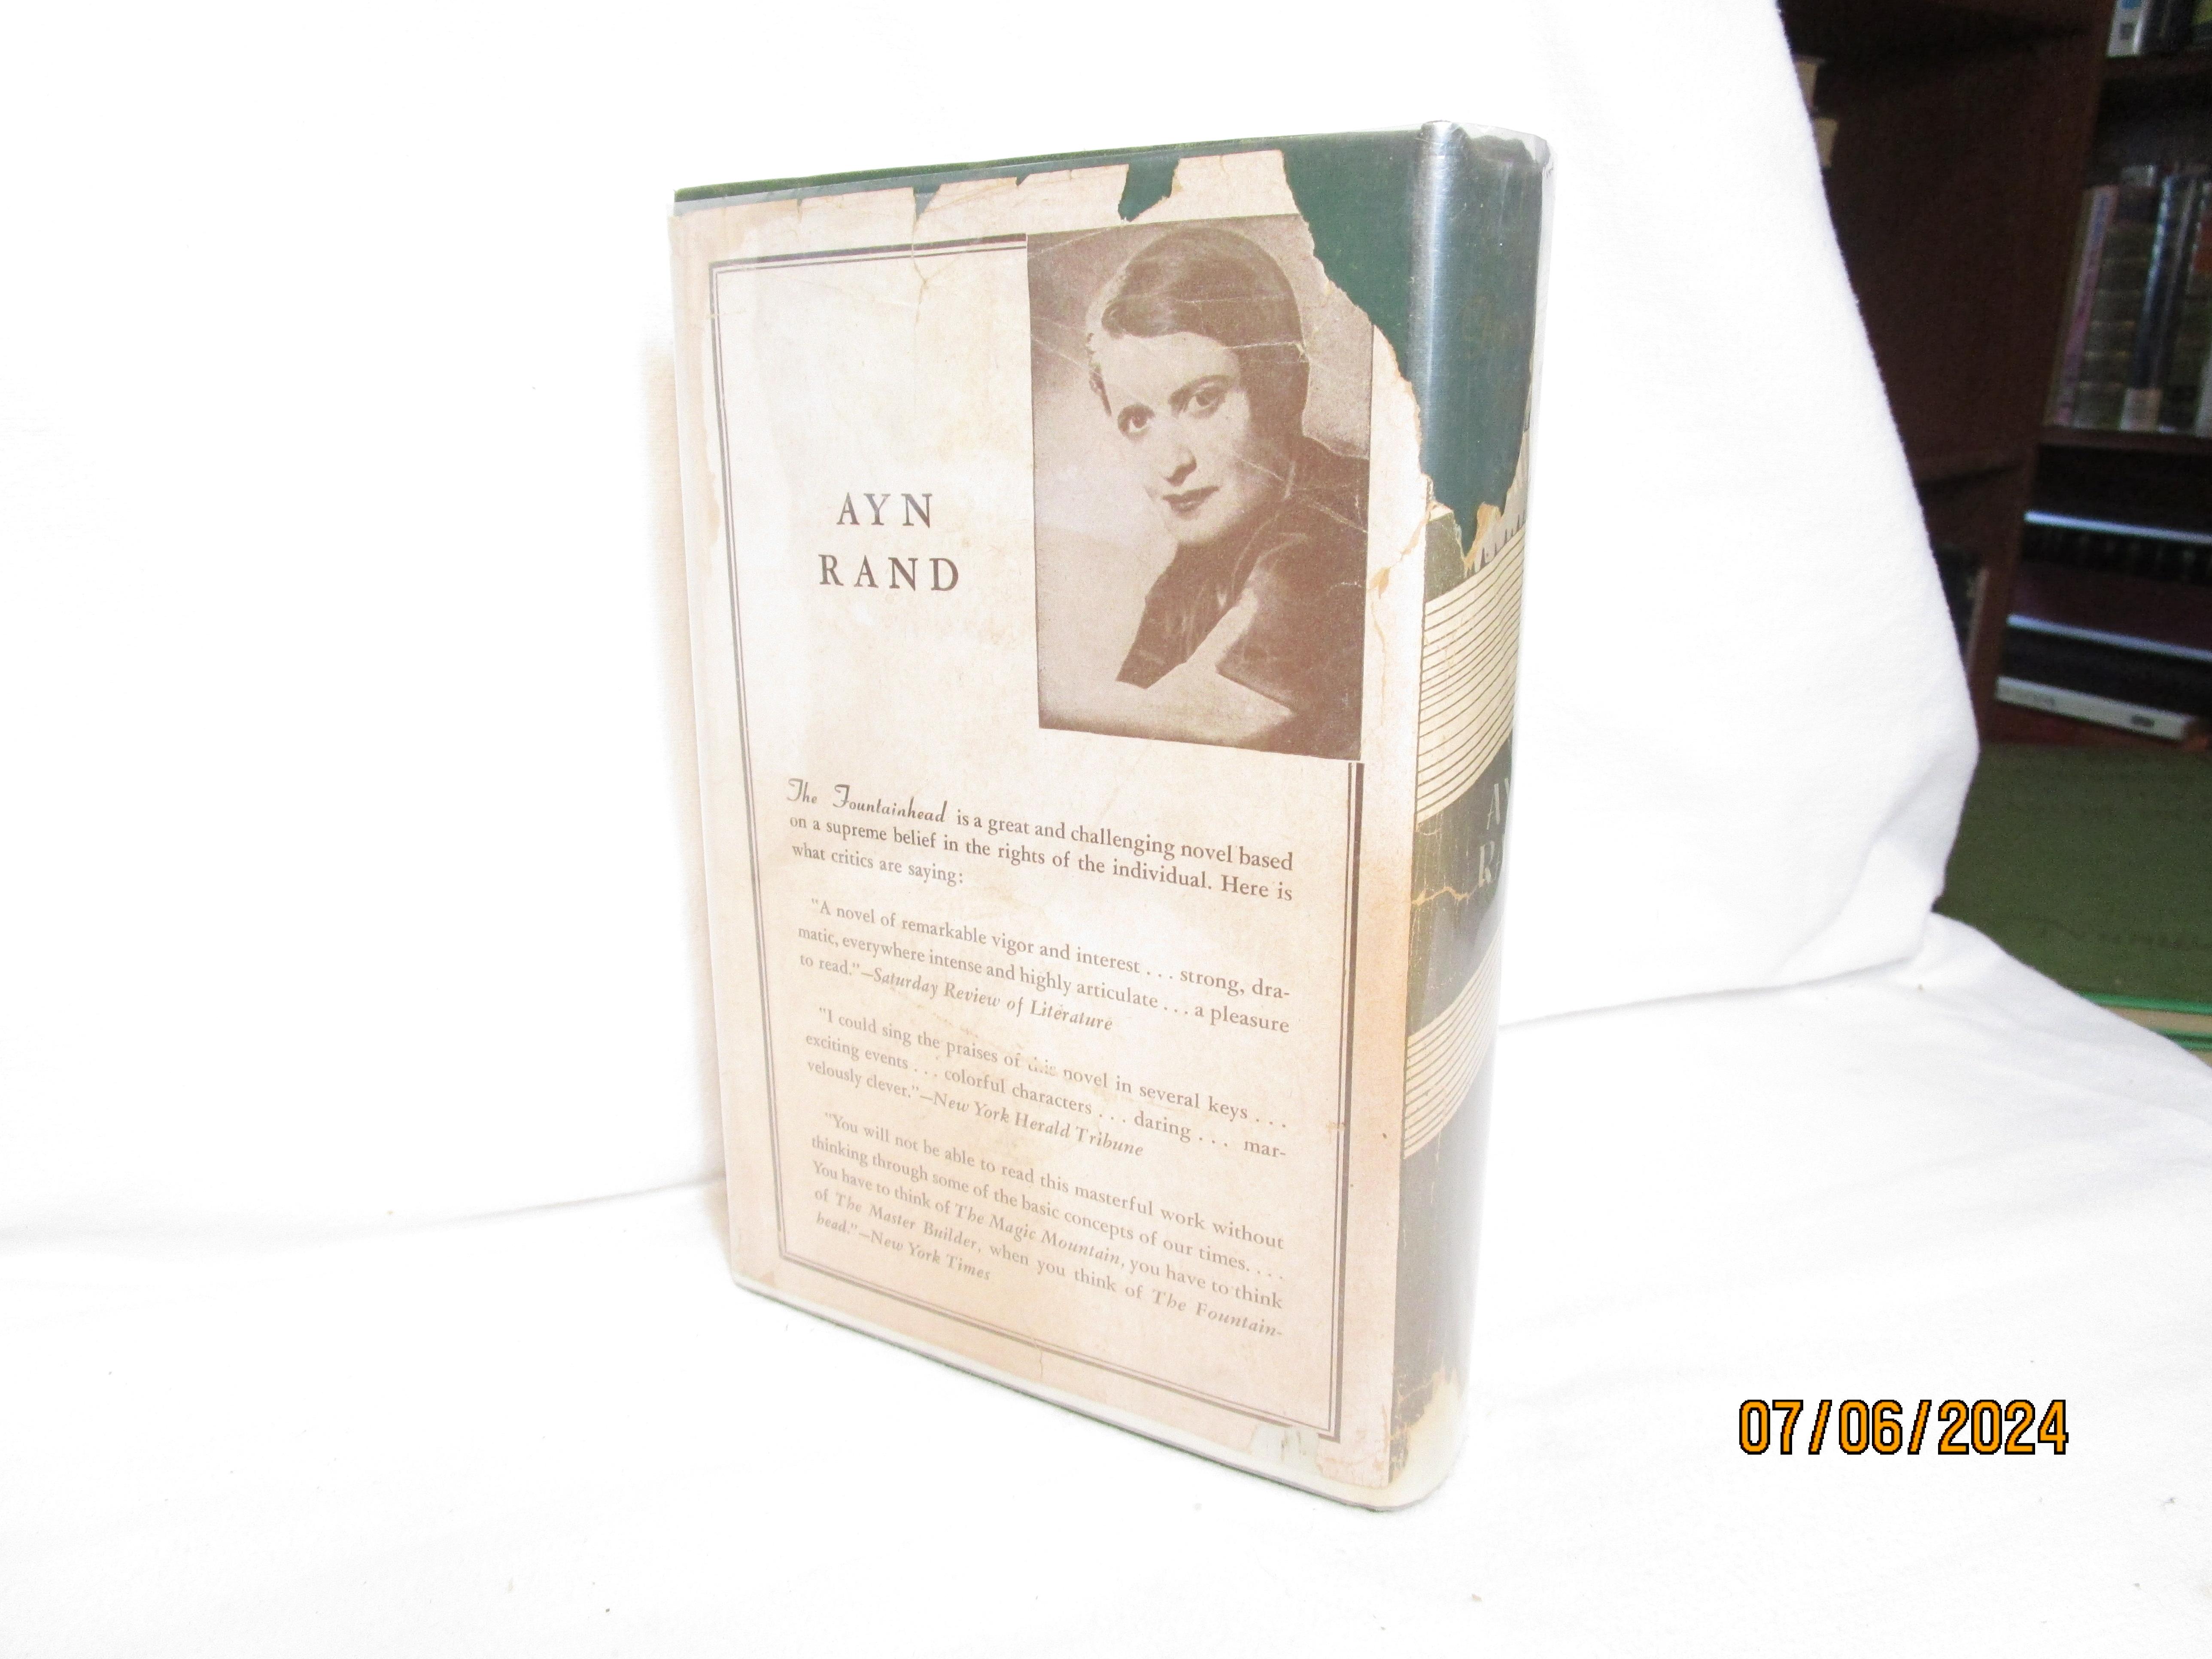 AYN
RAND
The Fountainhead is a great and challenging novel based
on a supreme belief in the rights of the individual. Here is
what critics are saying:
"A novel of remarkable vigor and interest . . . strong, dra-
matic, everywhere intense and highly articulate . . . a pleasure
to read."—Saturday Review of Literature
"I could sing the praises of this novel in several keys . . .
exciting events . . . colorful characters . . . daring . . . mar-
velously clever."—New York Herald Tribune
"You will not be able to read this masterful work without
thinking through some of the basic concepts of our times. . . .
You have to think of The Magic Mountain, you have to think
of The Master Builder, when you think of The Fountain-
head."—New York Times
AY
R
07/06/2024